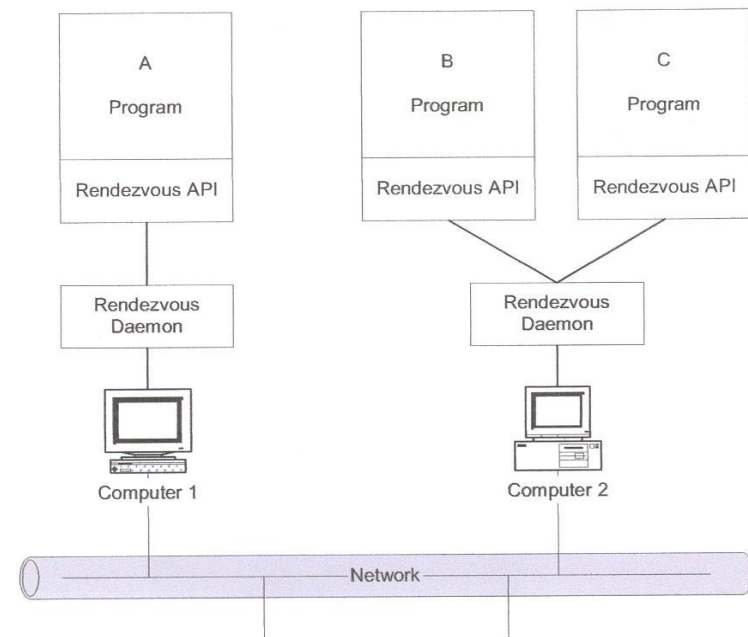 A
Program
Rendezvous API
B
Program
Rendezvous API
C
Program
Rendezvous API
Rendezvous
Daemon
Rendezvous
Daemon
Computer 1
Computer 2
Network